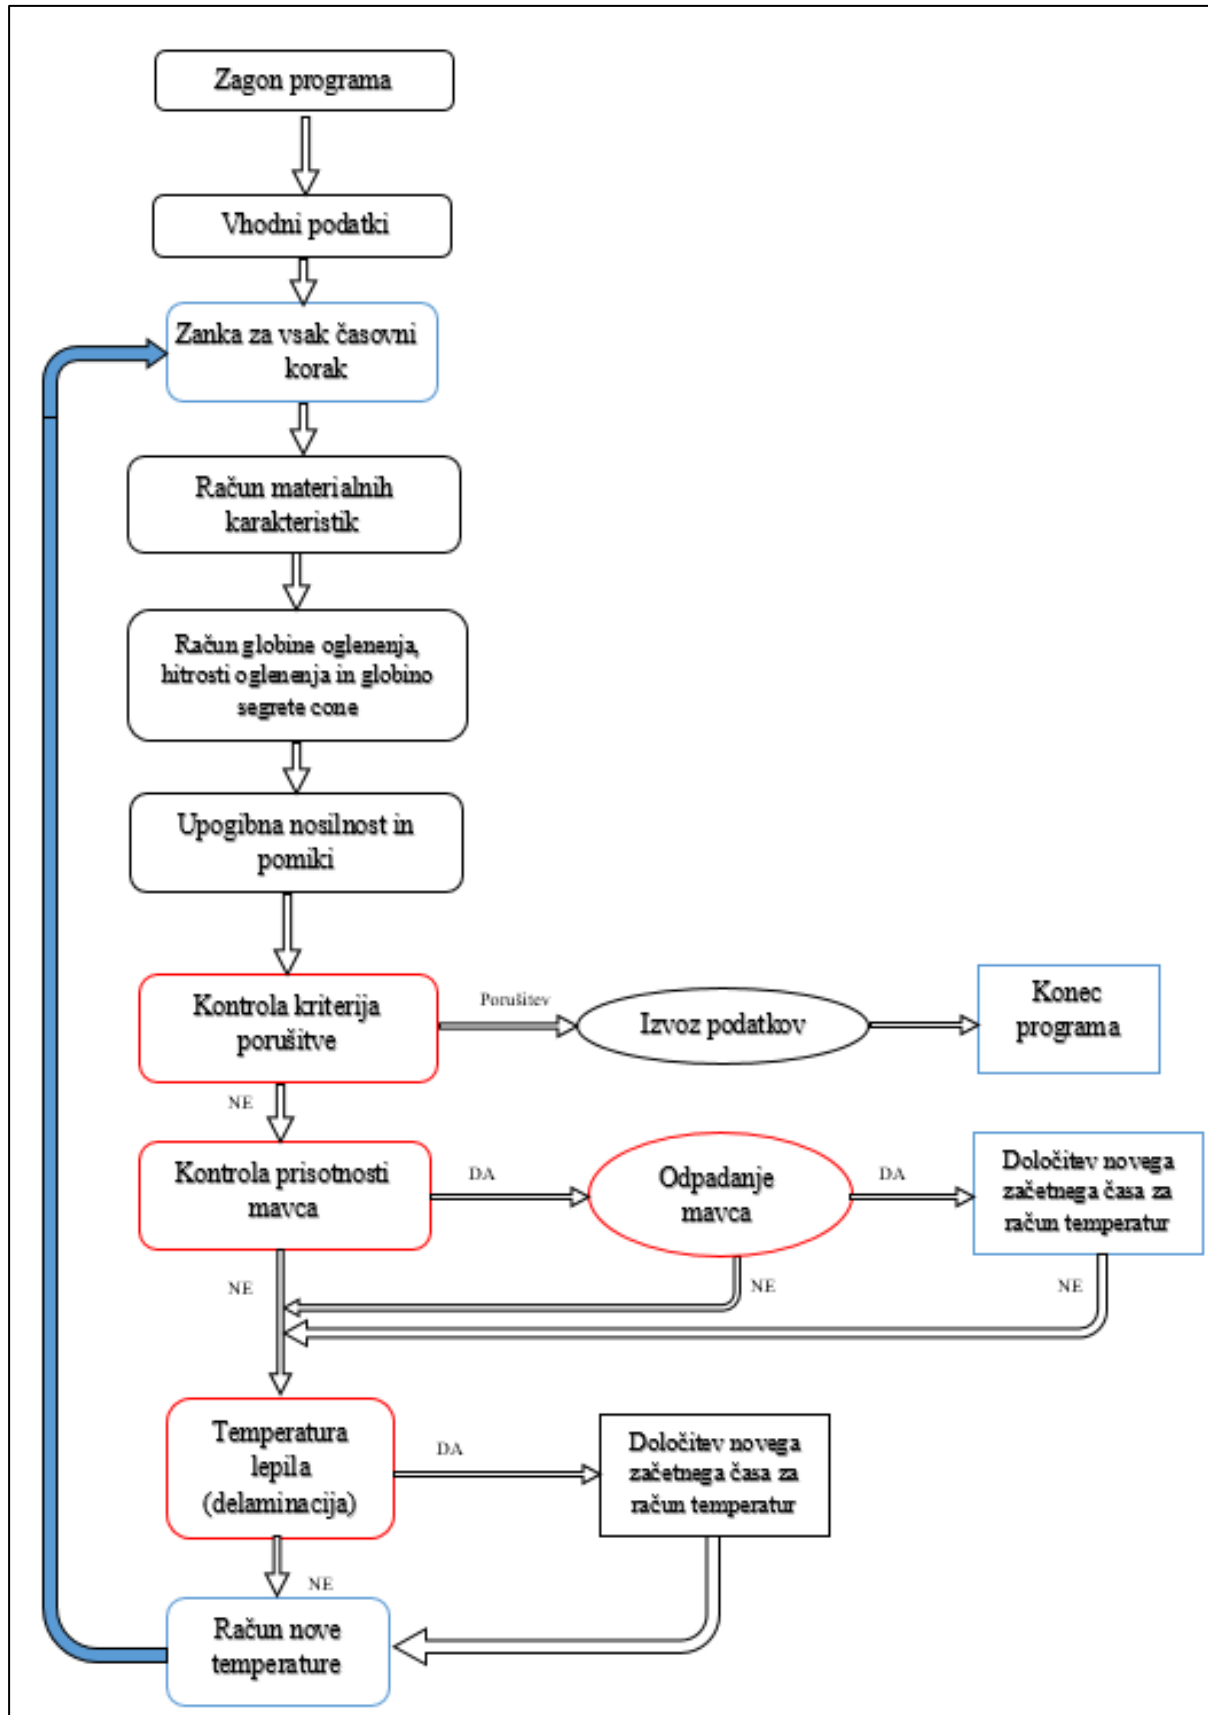 Zagon programa
Vhodni podatki
Zanka za vsak časovni
korak
Račun materialnih
karakteristik
Račun globine oglenenja,
hitrosti oglenenja in globino
segrete cone
Upogibna nosilnost in
pomiki
Kontrola kriterija
porušitve
Porušitev
Izvoz podatkov
Konec
programa
NE
Kontrola prisotnosti
mavca
DA
Odpadanje
mavca
DA
Določitev novega
začetnega časa za
račun temperatur
NE
NE
NE
Temperatura
lepila
(delaminacija)
DA
Določitev novega
začetnega časa za
račun temperatur
NE
Račun nove
temperature